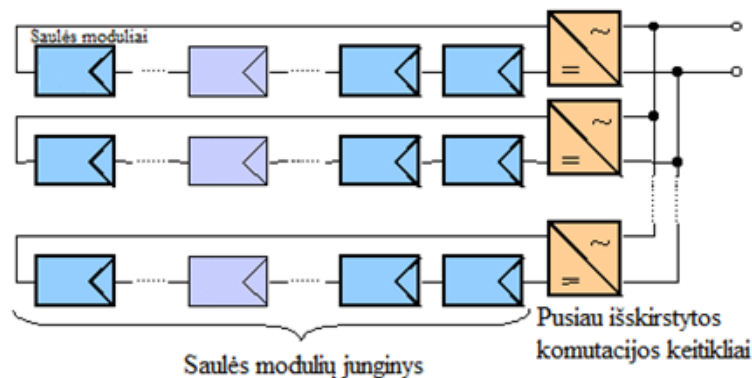 Saulės moduliai
~
=
~
=
~
=
Saulės modulių junginys
Pusiau išskirstytos
komutacijos keitikliai